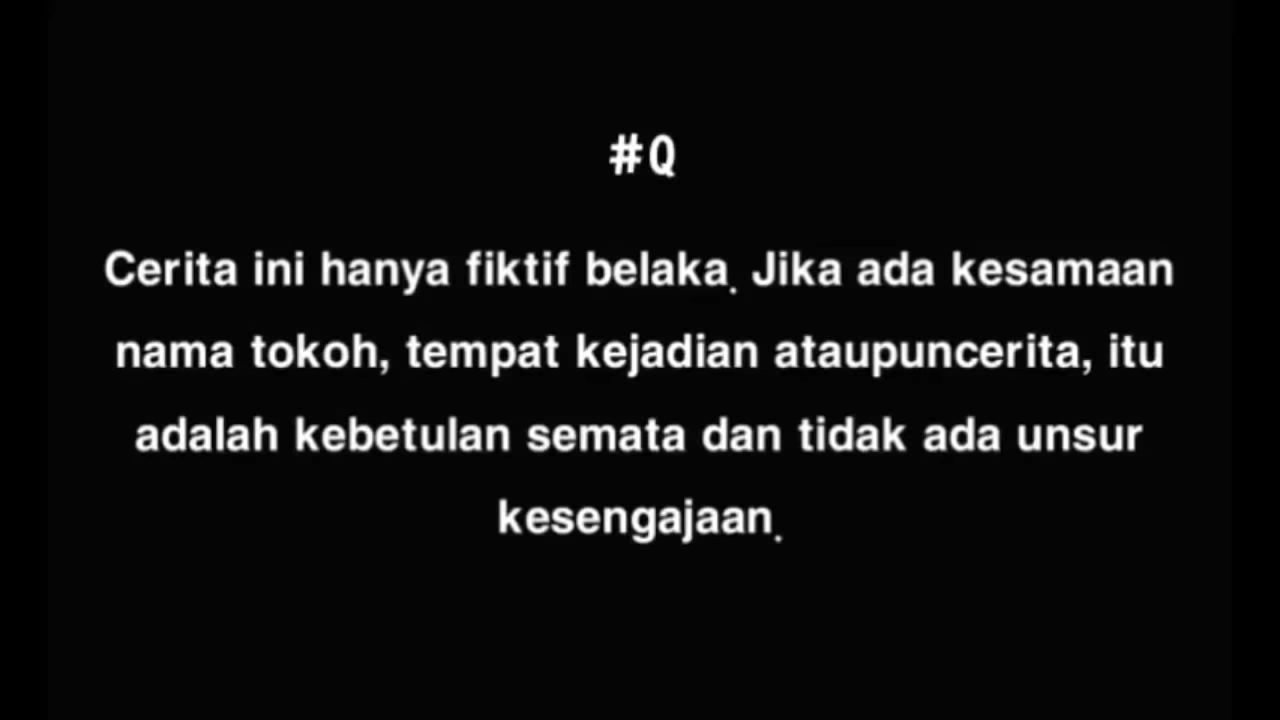 #Q
Cerita ini hanya fiktif belaka. Jika ada kesamaan
nama tokoh, tempat kejadian ataupuncerita, itu
adalah kebetulan semata dan tidak ada unsur
kesengajaan.